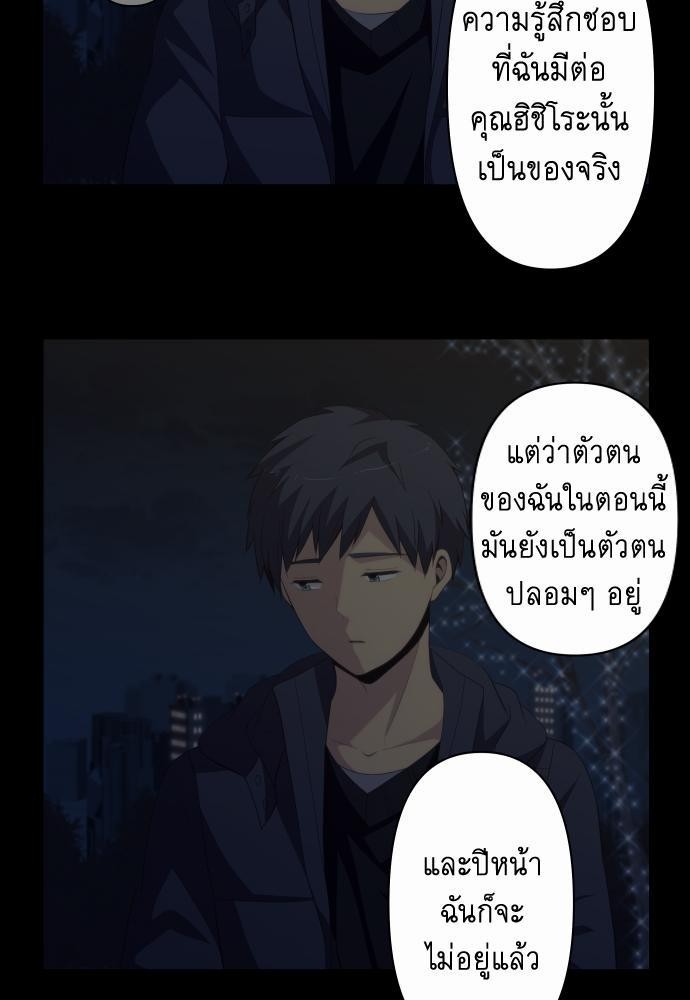 ความรู้สึกชอบ
ที่ฉันมีต่อ
คุณฮิชิโระนั้น
เป็นของจริง
แต่ว่าตัวตน
ของฉันในตอนนี้
มันยังเป็นตัวตน
ปลอมๆ อยู่
และปีหน้า
ฉันก็จะ
ไม่อยู่แล้ว